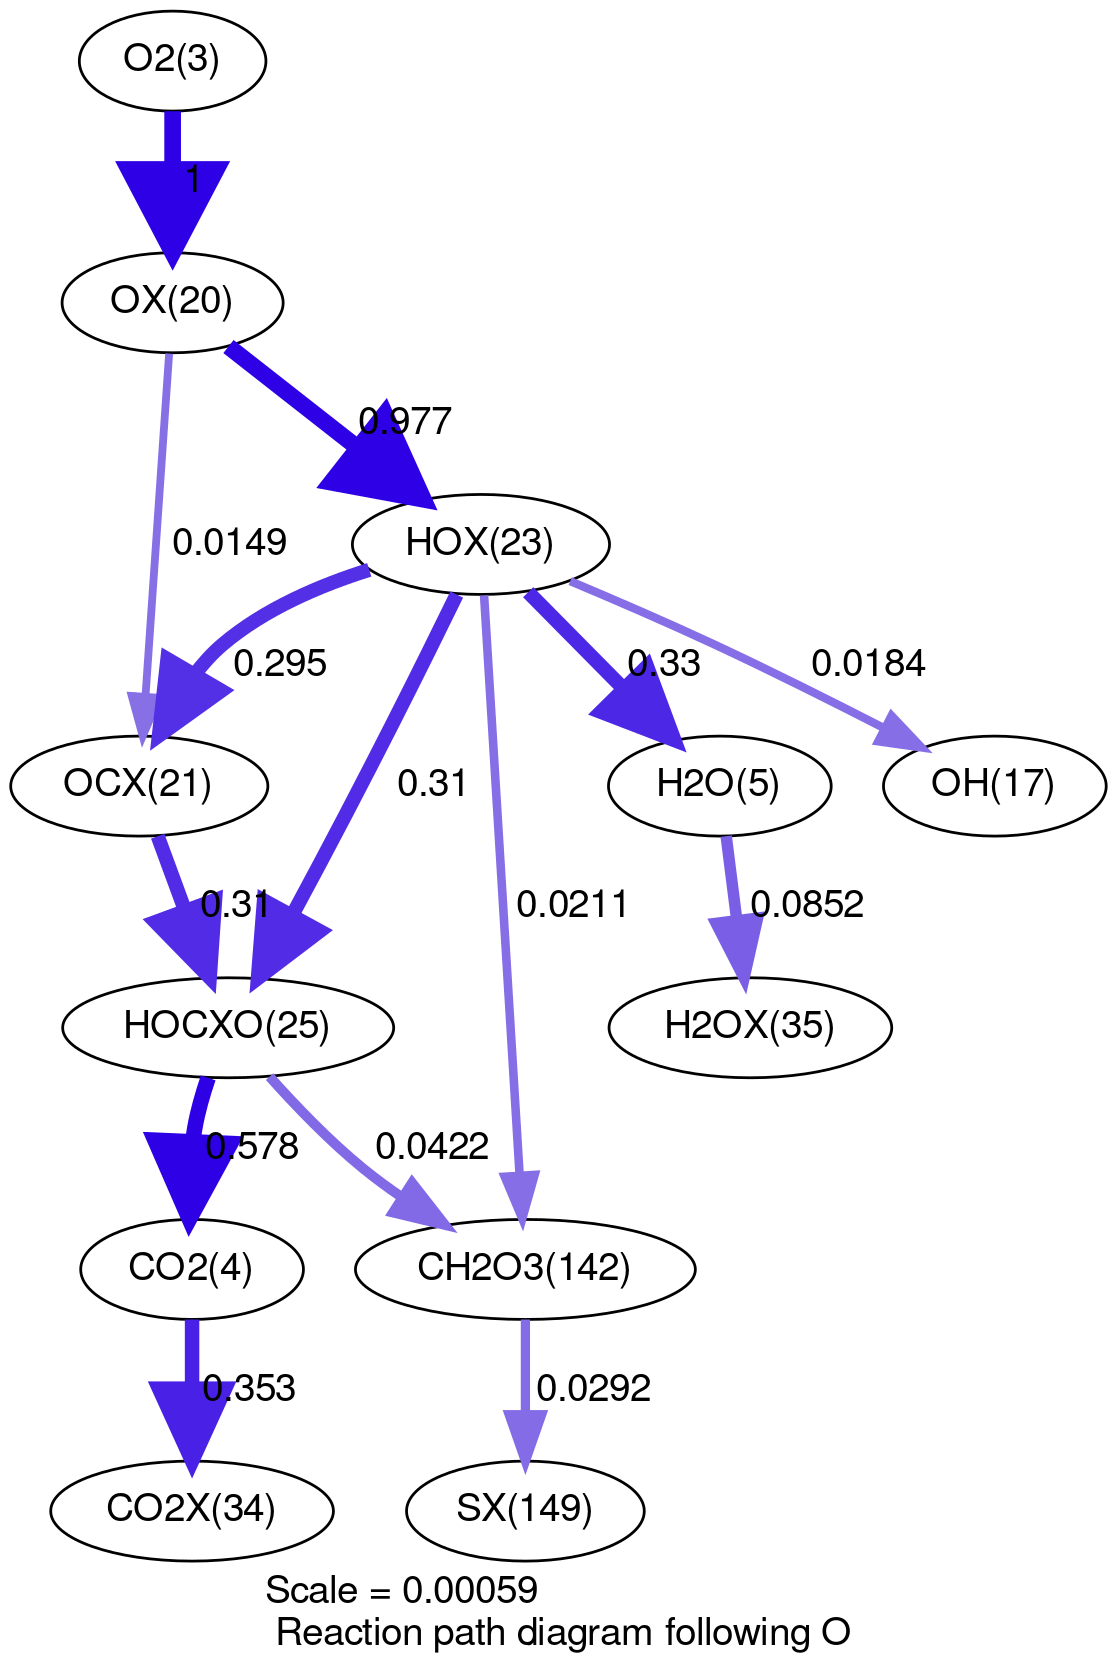 O2(3)
1
OX(20)
0.977
0.0149
HOX(23)
0.295
0.33
0.0184
0.31
OCX(21)
H2O(5)
OH(17)
0.31
0.0211
0.0852
HOCXO(25)
H2OX(35)
0.578
0.0422
CO2(4)
CH2O3(142)
0.353
0.0292
CO2X(34)
SX(149)
Scale = 0.00059
Reaction path diagram following O